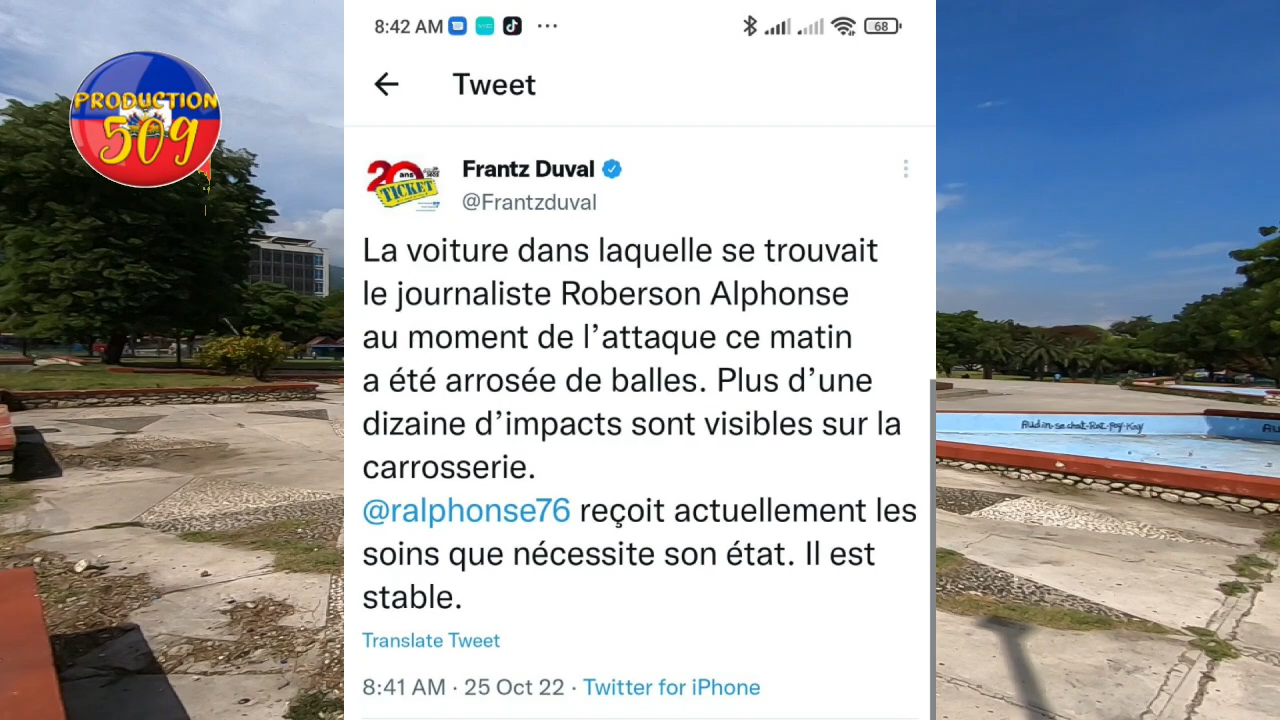 8:42 AM
68
Tweet
PRODUCTION
509
20 ans
TICKET
Frantz Duval
@Frantzduval
La voiture dans laquelle se trouvait
le journaliste Roberson Alphonse
au moment de l’attaque ce matin
a été arrosée de balles. Plus d’une
dizaine d’impacts sont visibles sur la
carrosserie.
@ralphonse76 reçoit actuellement les
soins que nécessite son état. Il est
stable.
Translate Tweet
8:41 AM · 25 Oct 22 · Twitter for iPhone